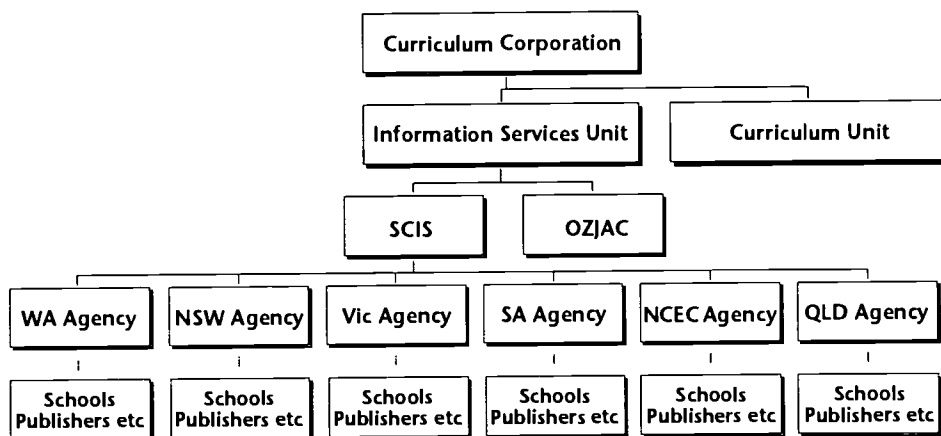 Curriculum Corporation
Information Services Unit
Curriculum Unit
SCIS
OZJAC
WA Agency
NSW Agency
Vic Agency
SA Agency
NCEC Agency
QLD Agency
Schools
Publishers etc
Schools
Publishers etc
Schools
Publishers etc
Schools
Publishers etc
Schools
Publishers etc
Schools
Publishers etc